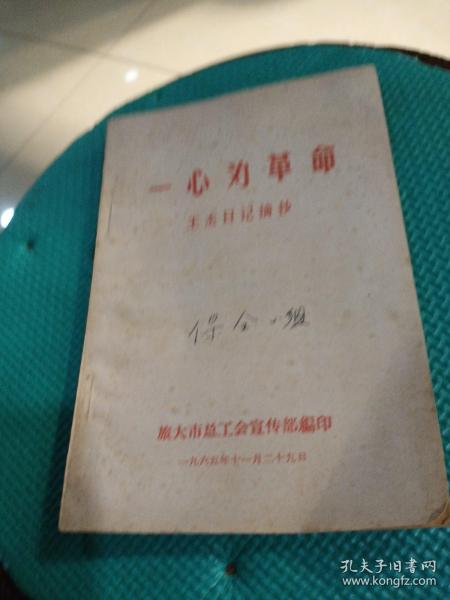 一心为革命
王杰日记摘抄
保全小组
旅大市总工会宣传部编印
一九六五年十一月二十九日
孔夫子旧书网
www.kongfz.com